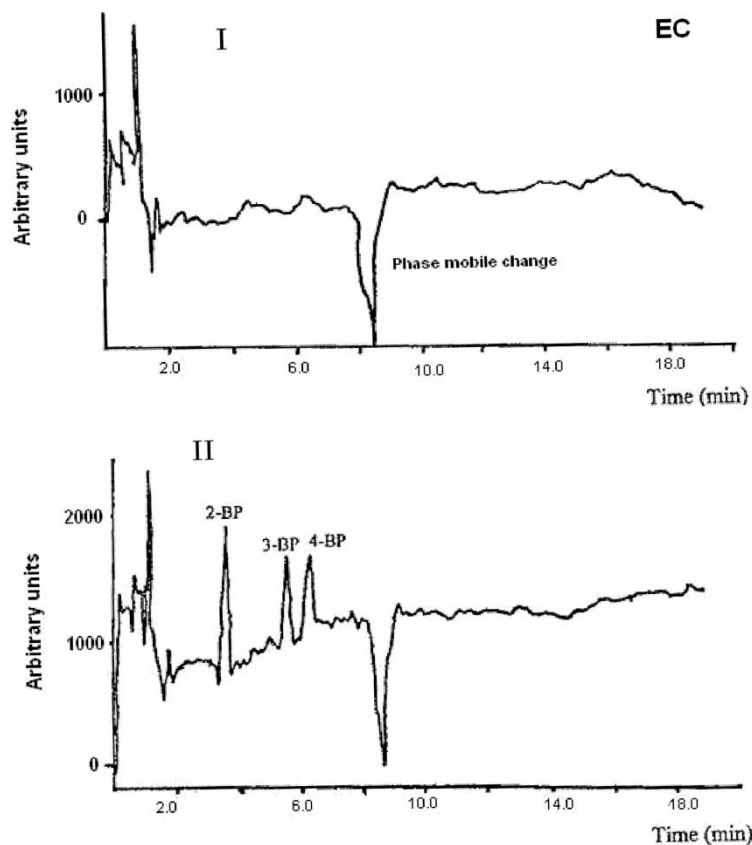 I
EC
Arbitrary units
1000
0
Phase mobile change
2.0 6.0 10.0 14.0 18.0
Time (min)
II
2-BP
3-BP 4-BP
Arbitrary units
2000
1000
0
2.0 6.0 10.0 14.0 18.0
Time (min)